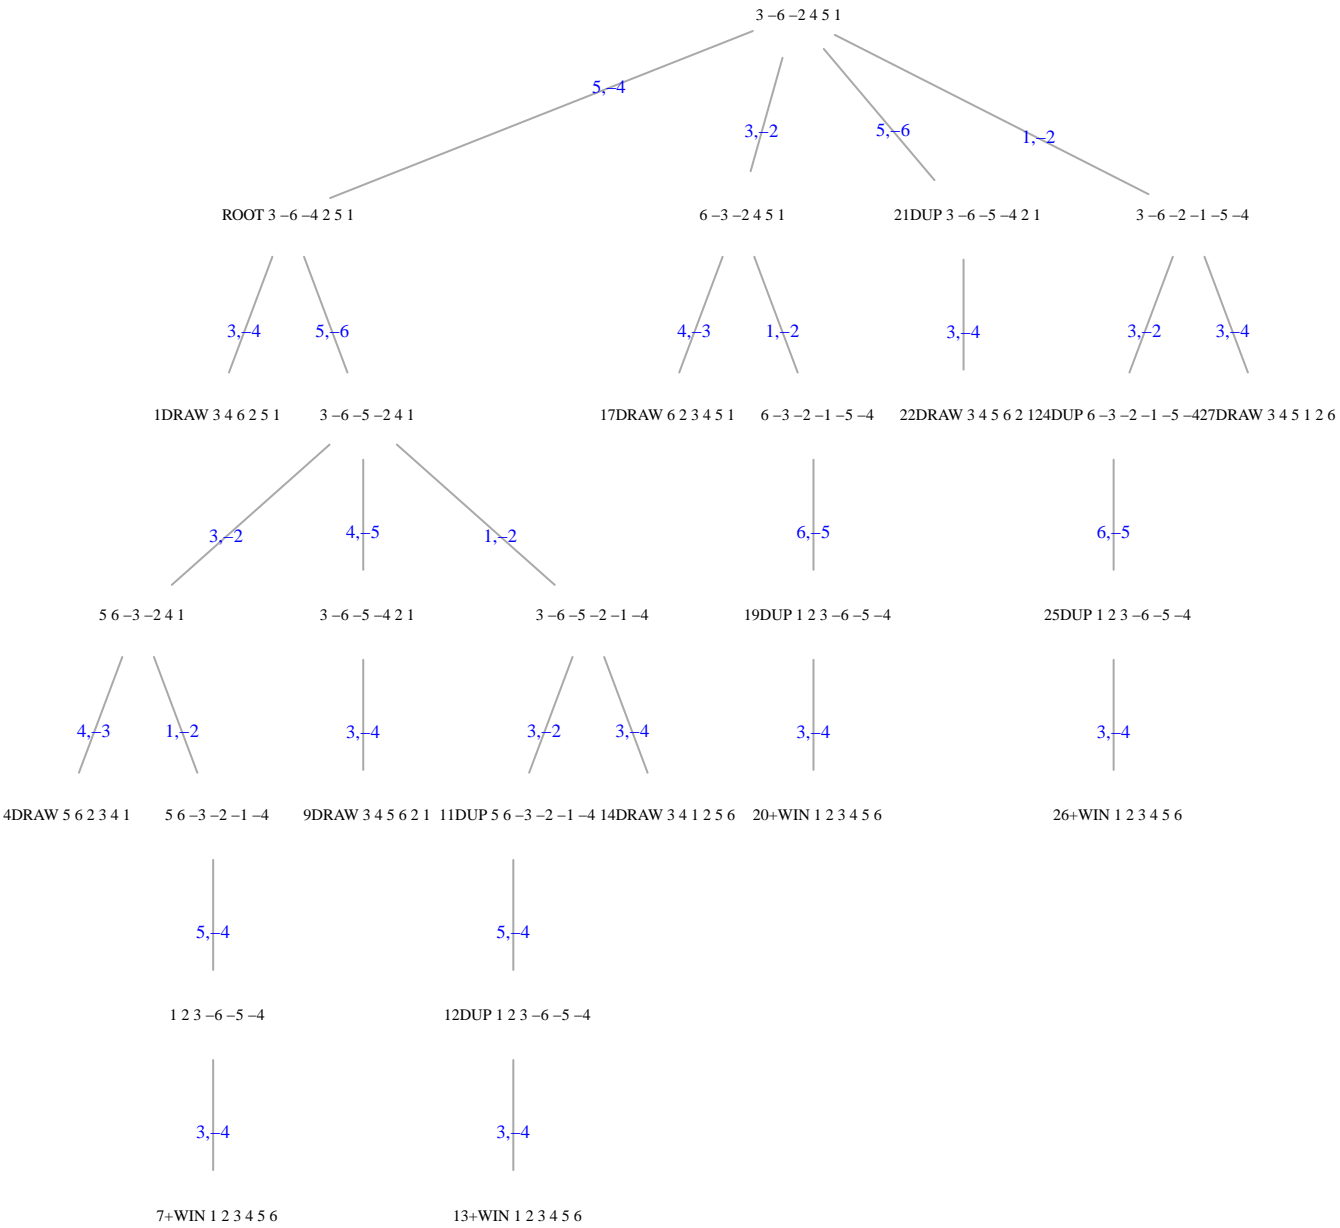 3 –6 –2 4 5 1
5,–4
3,–2
5,–6
1,–2
ROOT 3 –6 –4 2 5 1
6 –3 –2 4 5 1
21DUP 3 –6 –5 –4 2 1
3 –6 –2 –1 –5 –4
3,–4
5,–6
4,–3
1,–2
3,–4
3,–2
3,–4
1DRAW 3 4 6 2 5 1
3 –6 –5 –2 4 1
17DRAW 6 2 3 4 5 1
6 –3 –2 –1 –5 –4
22DRAW 3 4 5 6 2 1
24DUP 6 –3 –2 –1 –5 –4
27DRAW 3 4 5 1 2 6
3,–2
4,–5
1,–2
6,–5
6,–5
5 6 –3 –2 4 1
3 –6 –5 –4 2 1
3 –6 –5 –2 –1 –4
19DUP 1 2 3 –6 –5 –4
25DUP 1 2 3 –6 –5 –4
4,–3
1,–2
3,–4
3,–2
3,–4
3,–4
3,–4
4DRAW 5 6 2 3 4 1
5 6 –3 –2 –1 –4
9DRAW 3 4 5 6 2 1
11DUP 5 6 –3 –2 –1 –4
14DRAW 3 4 1 2 5 6
20+WIN 1 2 3 4 5 6
26+WIN 1 2 3 4 5 6
5,–4
5,–4
1 2 3 –6 –5 –4
12DUP 1 2 3 –6 –5 –4
3,–4
3,–4
7+WIN 1 2 3 4 5 6
13+WIN 1 2 3 4 5 6